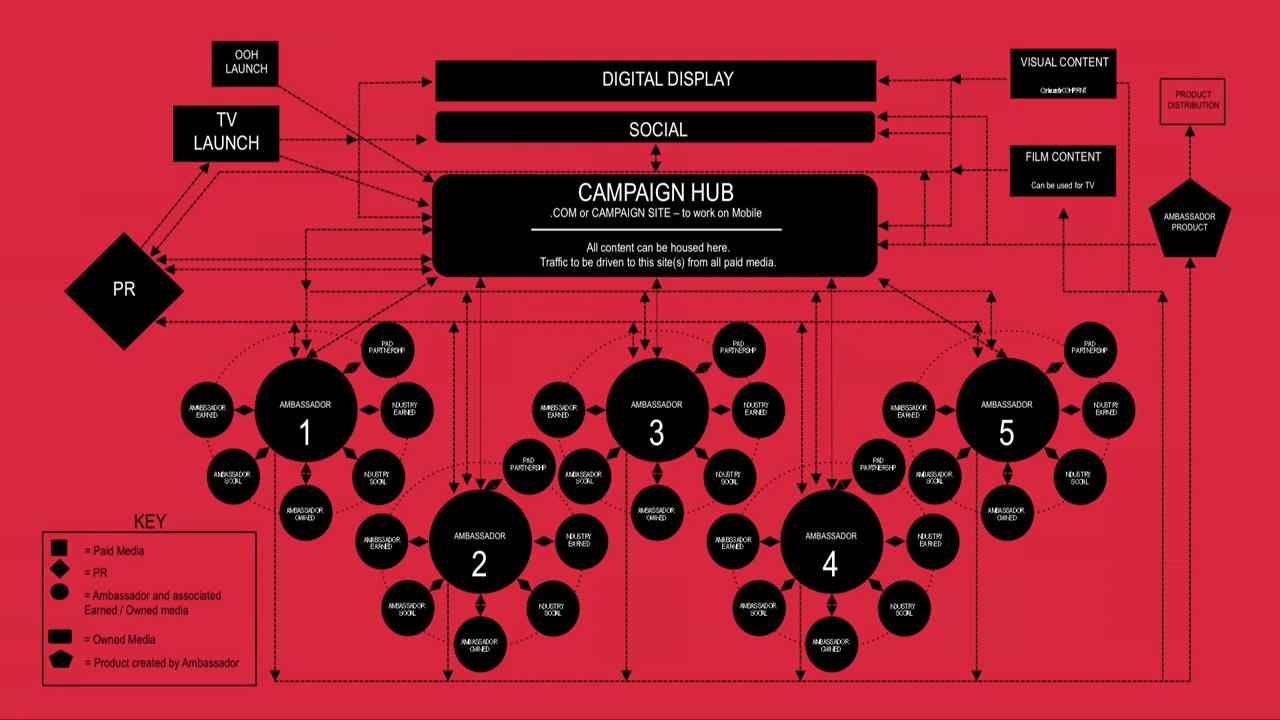 OOH
LAUNCH
TV
LAUNCH
DIGITAL DISPLAY
SOCIAL
CAMPAIGN HUB
.COM or CAMPAIGN SITE – to work on Mobile
All content can be housed here.
Traffic to be driven to this site(s) from all paid media.
VISUAL CONTENT
FILM CONTENT
Can be used for TV
PRODUCT
DISTRIBUTION
AMBASSADOR
PRODUCT
PR
AMBASSADOR
1
PAID
PARTNERSHIP
INDUSTRY
EARNED
INDUSTRY
SOCIAL
AMBASSADOR
OWNED
AMBASSADOR
SOCIAL
AMBASSADOR
EARNED
AMBASSADOR
2
PAID
PARTNERSHIP
INDUSTRY
EARNED
INDUSTRY
SOCIAL
AMBASSADOR
OWNED
AMBASSADOR
SOCIAL
AMBASSADOR
EARNED
AMBASSADOR
3
PAID
PARTNERSHIP
INDUSTRY
EARNED
INDUSTRY
SOCIAL
AMBASSADOR
OWNED
AMBASSADOR
SOCIAL
AMBASSADOR
EARNED
AMBASSADOR
4
PAID
PARTNERSHIP
INDUSTRY
EARNED
INDUSTRY
SOCIAL
AMBASSADOR
OWNED
AMBASSADOR
SOCIAL
AMBASSADOR
EARNED
AMBASSADOR
5
PAID
PARTNERSHIP
INDUSTRY
EARNED
INDUSTRY
SOCIAL
AMBASSADOR
OWNED
AMBASSADOR
SOCIAL
AMBASSADOR
EARNED
KEY
= Paid Media
= PR
= Ambassador and associated
Earned / Owned media
= Owned Media
= Product created by Ambassador